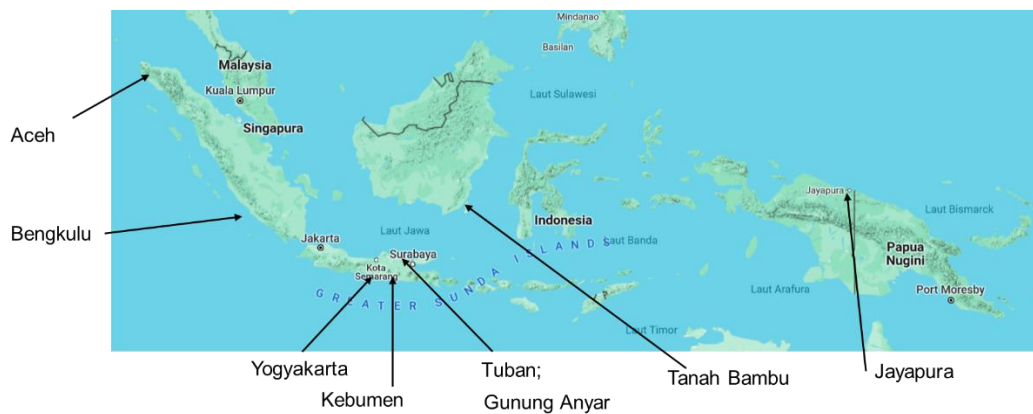 Mindanao
Basilan
Malaysia
Kuala Lumpur
Laut Sulawesi
Aceh
Singapura
Jayapura
Laut Bismarck
Indonesia
Bengkulu
Laut Jawa
Jakarta
Laut Banda
Papua
Nugini
Surabaya
Kota
Semarang
GREATER SUNDA ISLANDS
Laut Arafura
Port Moresby
Laut Timor
Yogyakarta
Tuban;
Tanah Bambu
Jayapura
Kebumen
Gunung Anyar